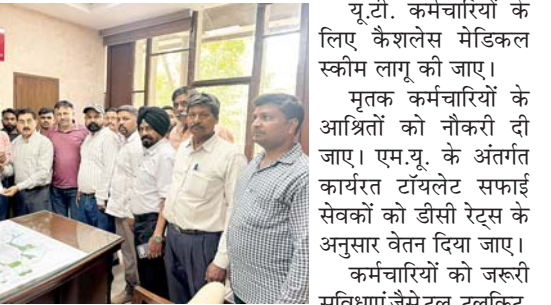 यू.टी. कर्मचारियों के
लिए कैशलेस मेडिकल
स्कीम लागू की जाए।
मृतक कर्मचारियों के
आश्रितों को नौकरी दी
जाए। एम.यू. के अंतर्गत
कार्यरत टॉयलेट सफाई
सेवकों को डीसी रेट्स के
अनुसार वेतन दिया जाए।
कर्मचारियों को जरूरी
सुविधाएं जैसे टूल टूलकिट